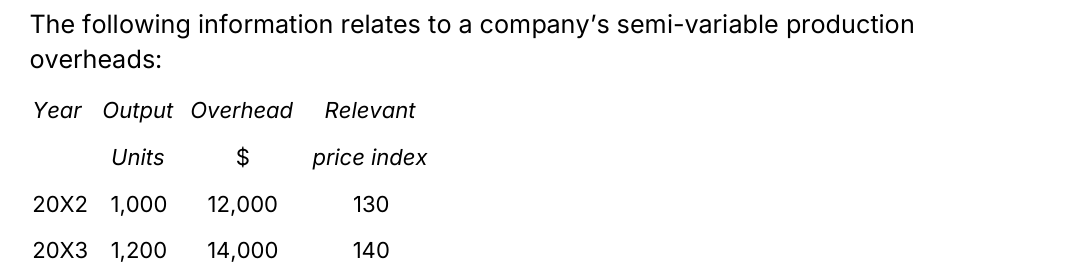 The following information relates to a company’s semi-variable production
overheads:
Year Output Overhead Relevant
Units $ price index
20X2 1,000 12,000 130
20X3 1,200 14,000 140